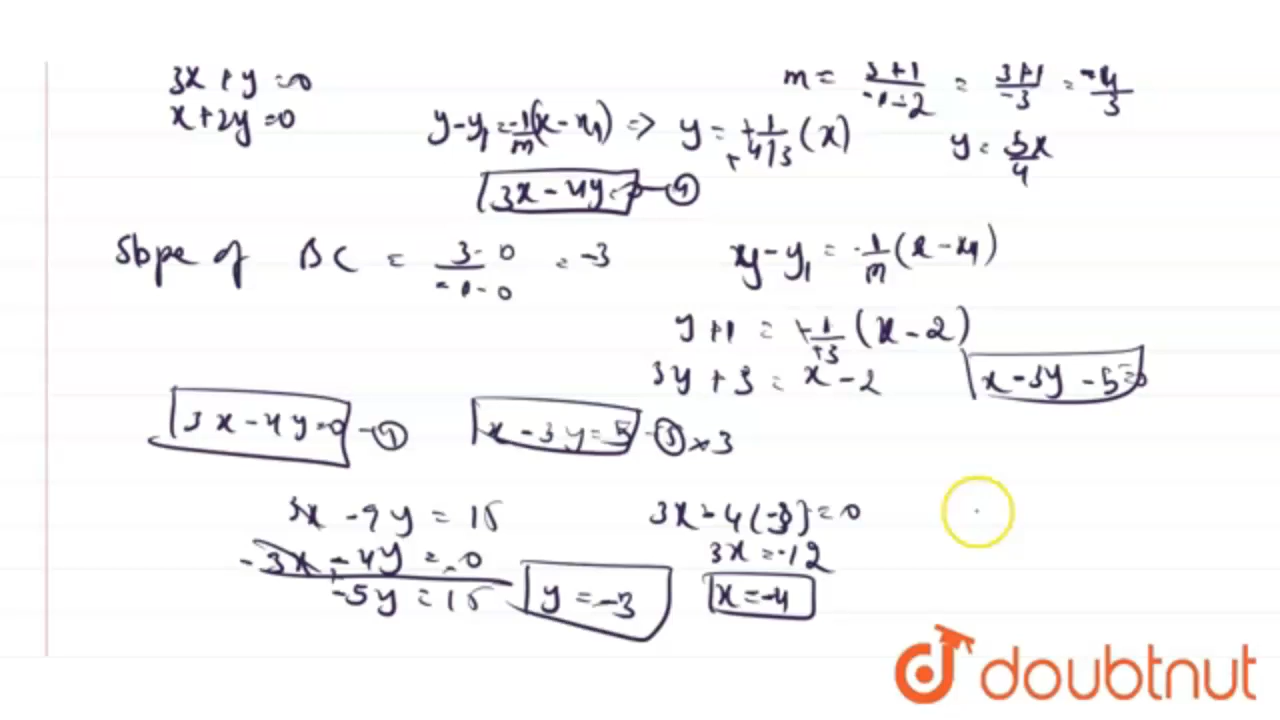 3x + y = 0
x + 2y = 0
m = 3+1/-1-2 = 3+1/-3 = -4/3
y - y₁ = -1/m (x - x₁) => y = +1/+4/3 (x)
y = 3x/4
3x - 4y = 0 - ④
Slope of BC = 3-0/-1-0 = -3
y - y₁ = -1/m (x - x₁)
y + 1 = +1/+3 (x - 2)
3y + 3 = x - 2
x - 3y - 5 = 0
3x - 4y = 0 - ④
x - 3y = 5 - ⑤ × 3
3x - 9y = 15
3x - 4(-3) = 0
- 3x - 4y = 0
+
3x = -12
-5y = 15
y = -3
x = -4
doubtnut